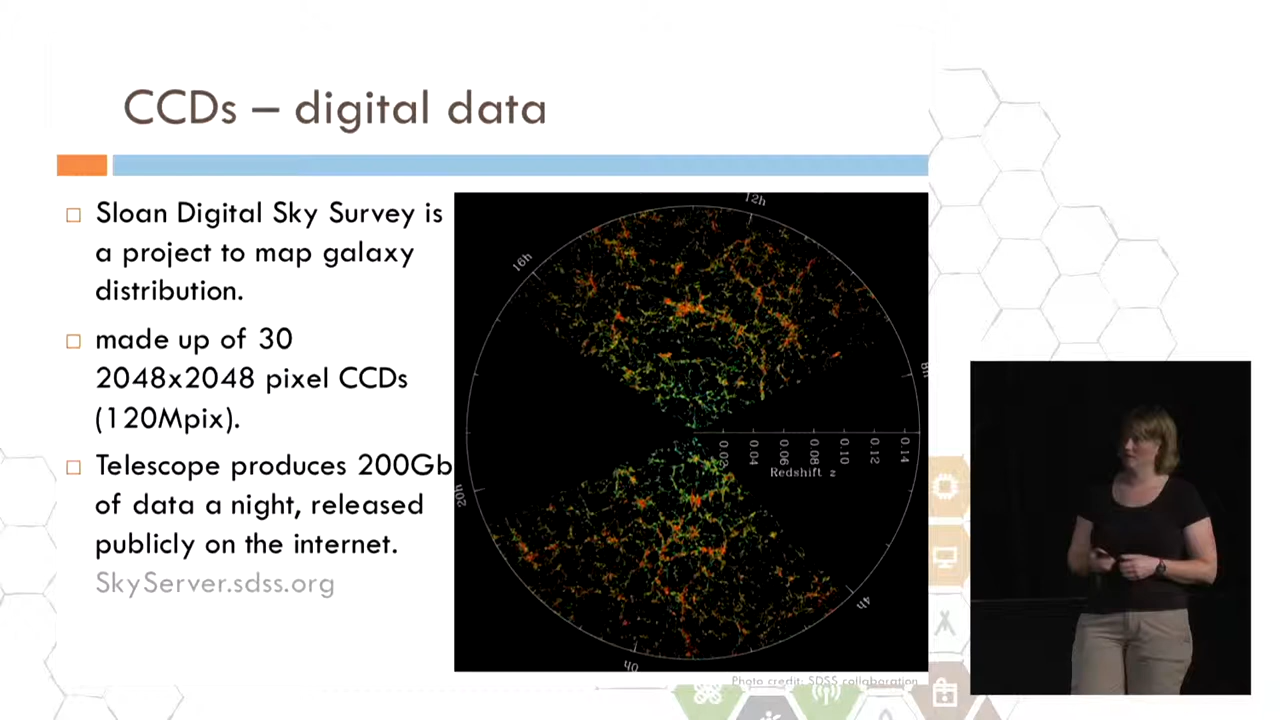 CCDs – digital data
Sloan Digital Sky Survey is
a project to map galaxy
distribution.
made up of 30
2048x2048 pixel CCDs
(120Mpix).
Telescope produces 200Gb
of data a night, released
publicly on the internet.
SkyServer.sdss.org
12h
16h
8h
20h
4h
0h
0.02
0.04
0.06
0.08
0.10
0.12
0.14
Redshift z
Photo credit: SDSS collaboration